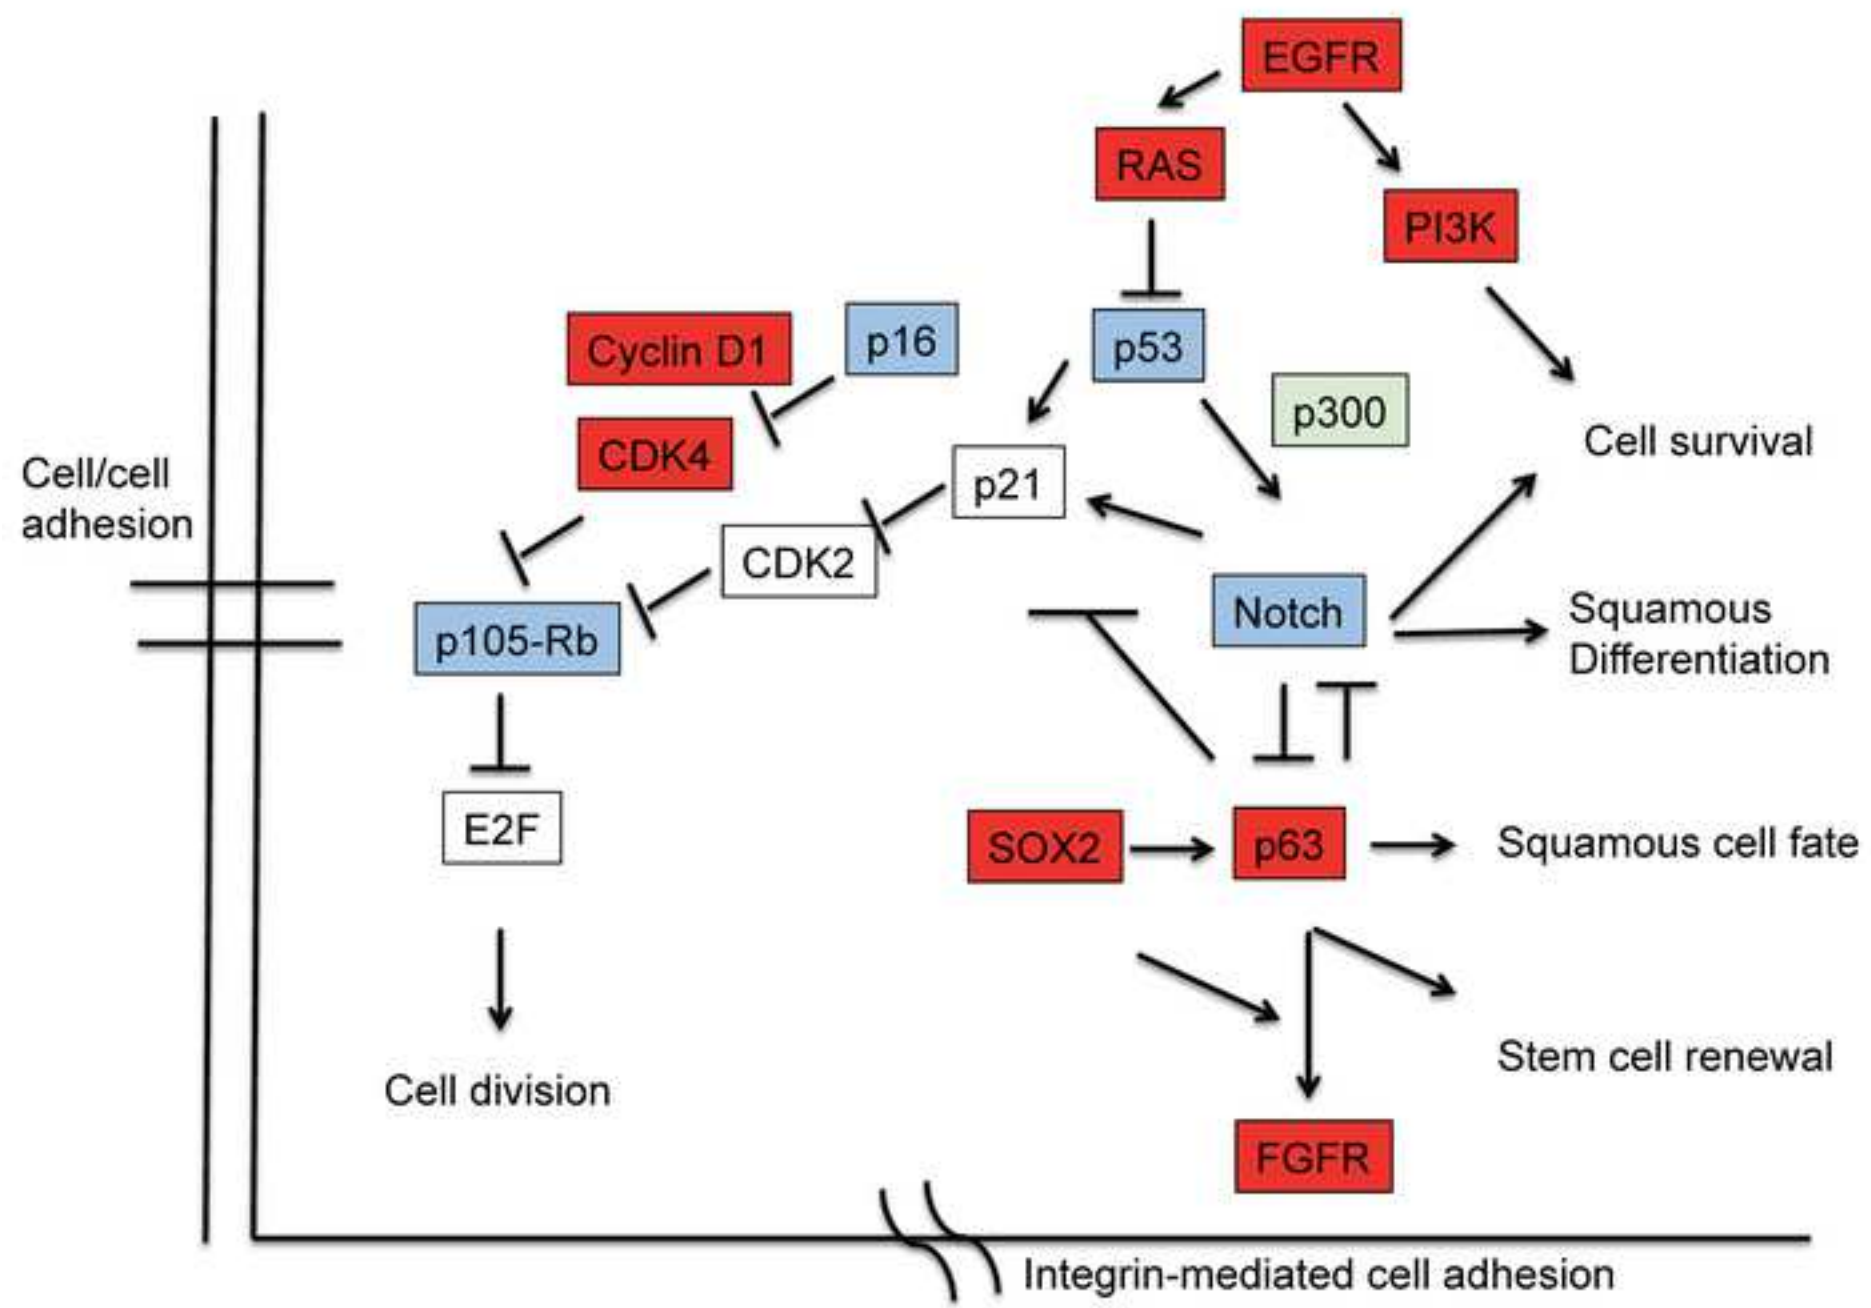 EGFR
RAS
PI3K
Cyclin D1
p16
p53
p300
CDK4
p21
Cell survival
Cell/cell
adhesion
CDK2
Notch
Squamous
Differentiation
p105-Rb
E2F
SOX2
p63
Squamous cell fate
Cell division
Stem cell renewal
FGFR
Integrin-mediated cell adhesion